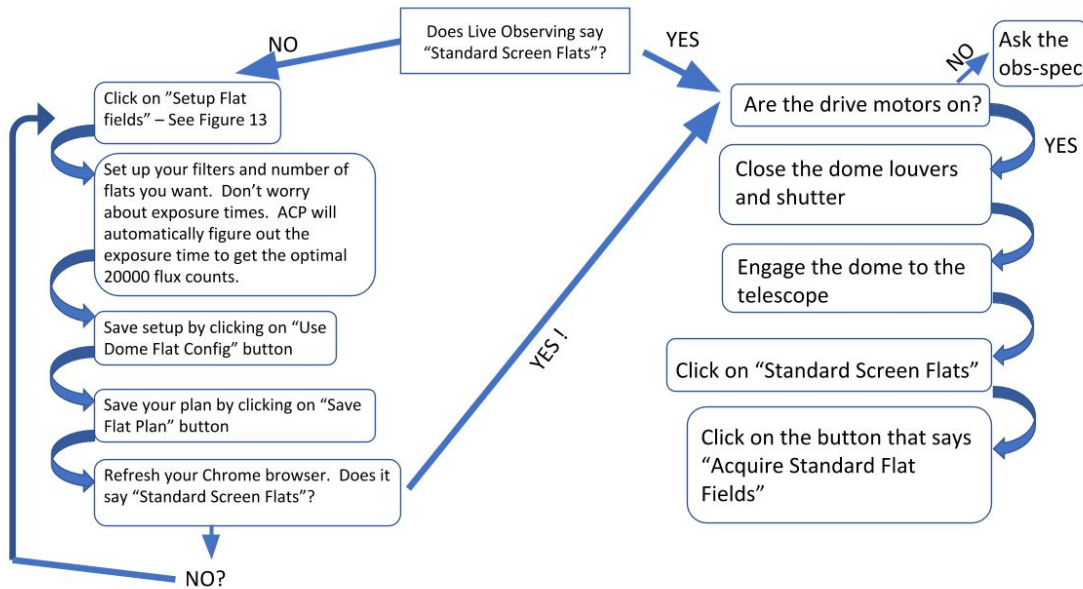 Does Live Observing say
“Standard Screen Flats”?
NO
YES
Click on ”Setup Flat
fields” – See Figure 13
Set up your filters and number of
flats you want. Don’t worry
about exposure times. ACP will
automatically figure out the
exposure time to get the optimal
20000 flux counts.
Save setup by clicking on “Use
Dome Flat Config” button
Save your plan by clicking on “Save
Flat Plan” button
Refresh your Chrome browser. Does it
say “Standard Screen Flats”?
NO?
YES !
Are the drive motors on?
NO
Ask the
obs-spec
YES
Close the dome louvers
and shutter
Engage the dome to the
telescope
Click on “Standard Screen Flats”
Click on the button that says
“Acquire Standard Flat
Fields”